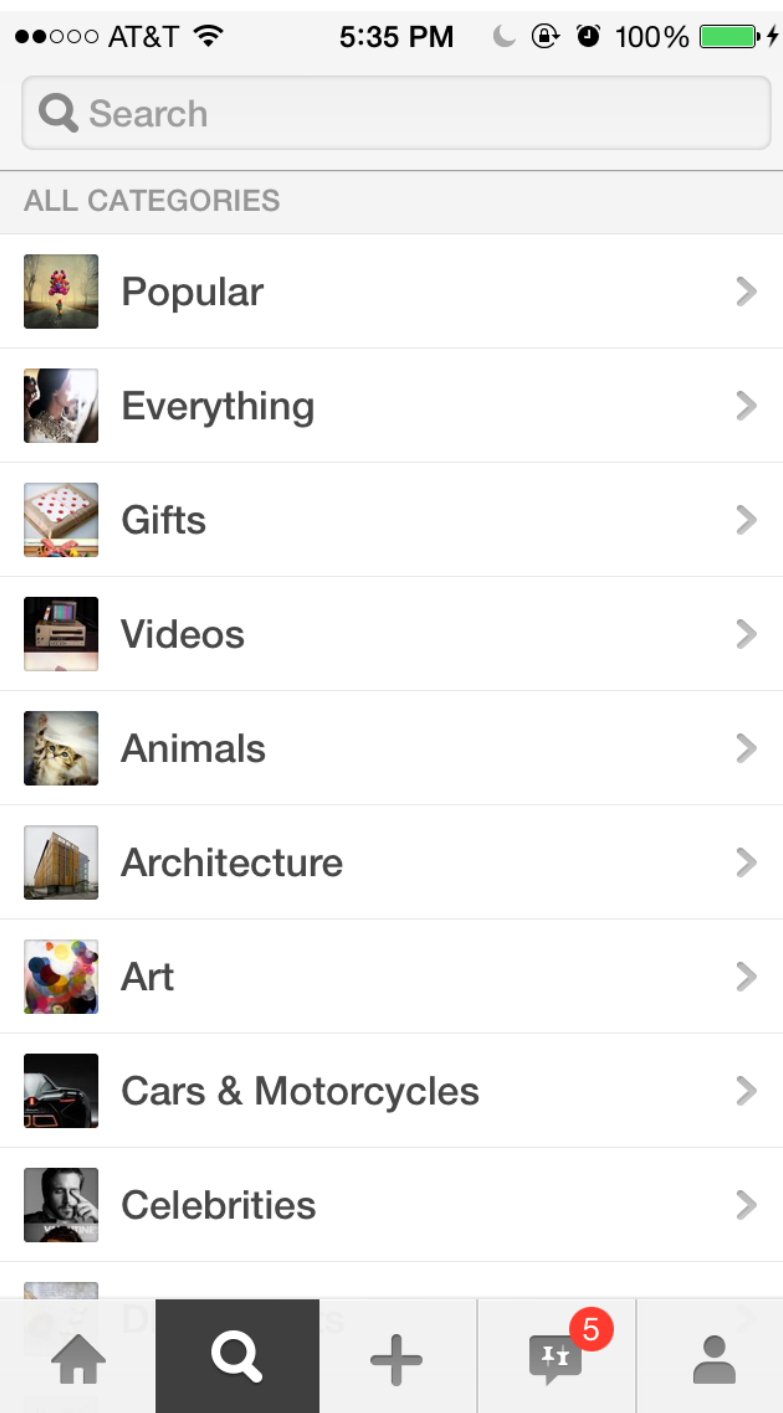 AT&T 5:35 PM 100%
Search
ALL CATEGORIES
Popular
Everything
Gifts
Videos
Animals
Architecture
Art
Cars & Motorcycles
Celebrities
5